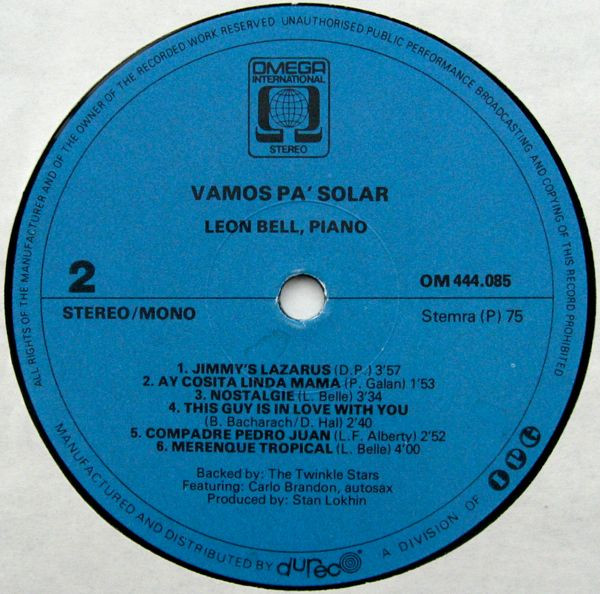 ALL RIGHTS OF THE MANUFACTURER AND OF THE OWNER OF THE RECORDED WORK RESERVED UNAUTHORISED PUBLIC PERFORMANCE BROADCASTING AND COPYING OF THIS RECORD PROHIBITED
OMEGA
INTERNATIONAL
Ω
STEREO
VAMOS PA' SOLAR
LEON BELL, PIANO
2
OM 444.085
STEREO/MONO
Stemra (P) 75
1. JIMMY'S LAZARUS (D.P.) 3'57
2. AY COSITA LINDA MAMA (P. Galan) 1'53
3. NOSTALGIE (L. Belle) 3'34
4. THIS GUY IS IN LOVE WITH YOU
(B. Bacharach/D. Hall) 2'40
5. COMPADRE PEDRO JUAN (L.F. Alberty) 2'52
6. MERENQUE TROPICAL (L. Belle) 4'00
Backed by: The Twinkle Stars
Featuring: Carlo Brandon, autosax
Produced by: Stan Lokhin
MANUFACTURED AND DISTRIBUTED BY dureco A DIVISION OF